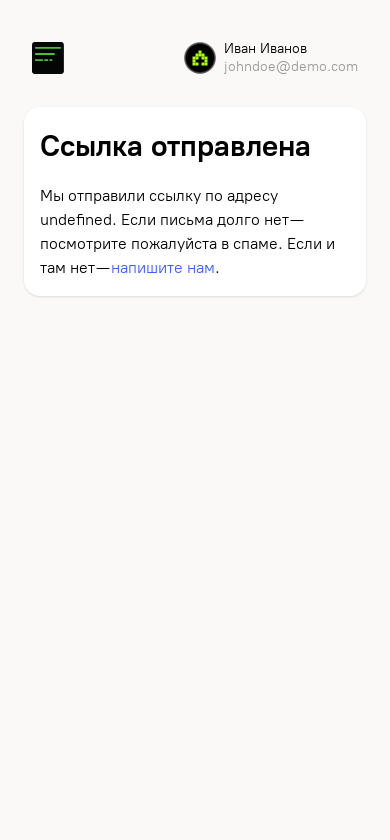 Иван Иванов
johndoe@demo.com
Ссылка отправлена
Мы отправили ссылку по адресу
undefined. Если письма долго нет—
посмотрите пожалуйста в спаме. Если и
там нет—напишите нам.